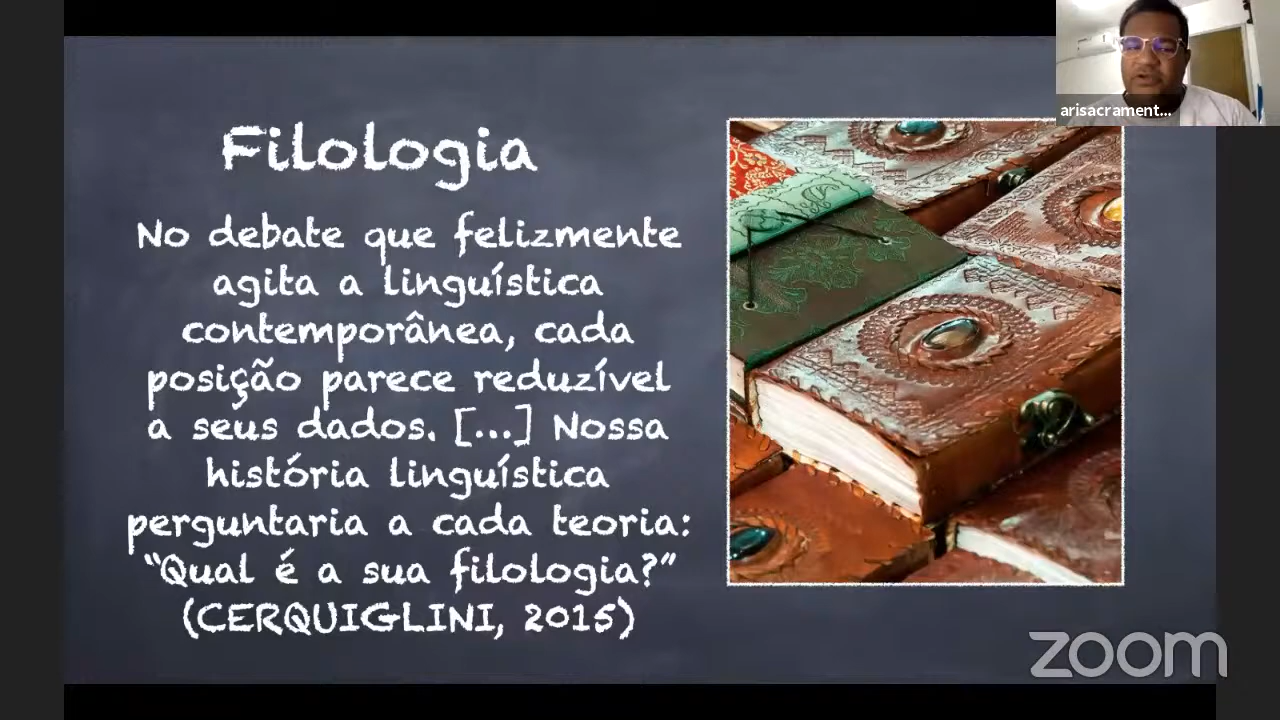 arisacrament...
Filologia
No debate que felizmente
agita a linguística
contemporânea, cada
posição parece reduzível
a seus dados. [...] Nossa
história linguística
perguntaria a cada teoria:
“Qual é a sua filologia?”
(CERQUIGLINI, 2015)
zoom